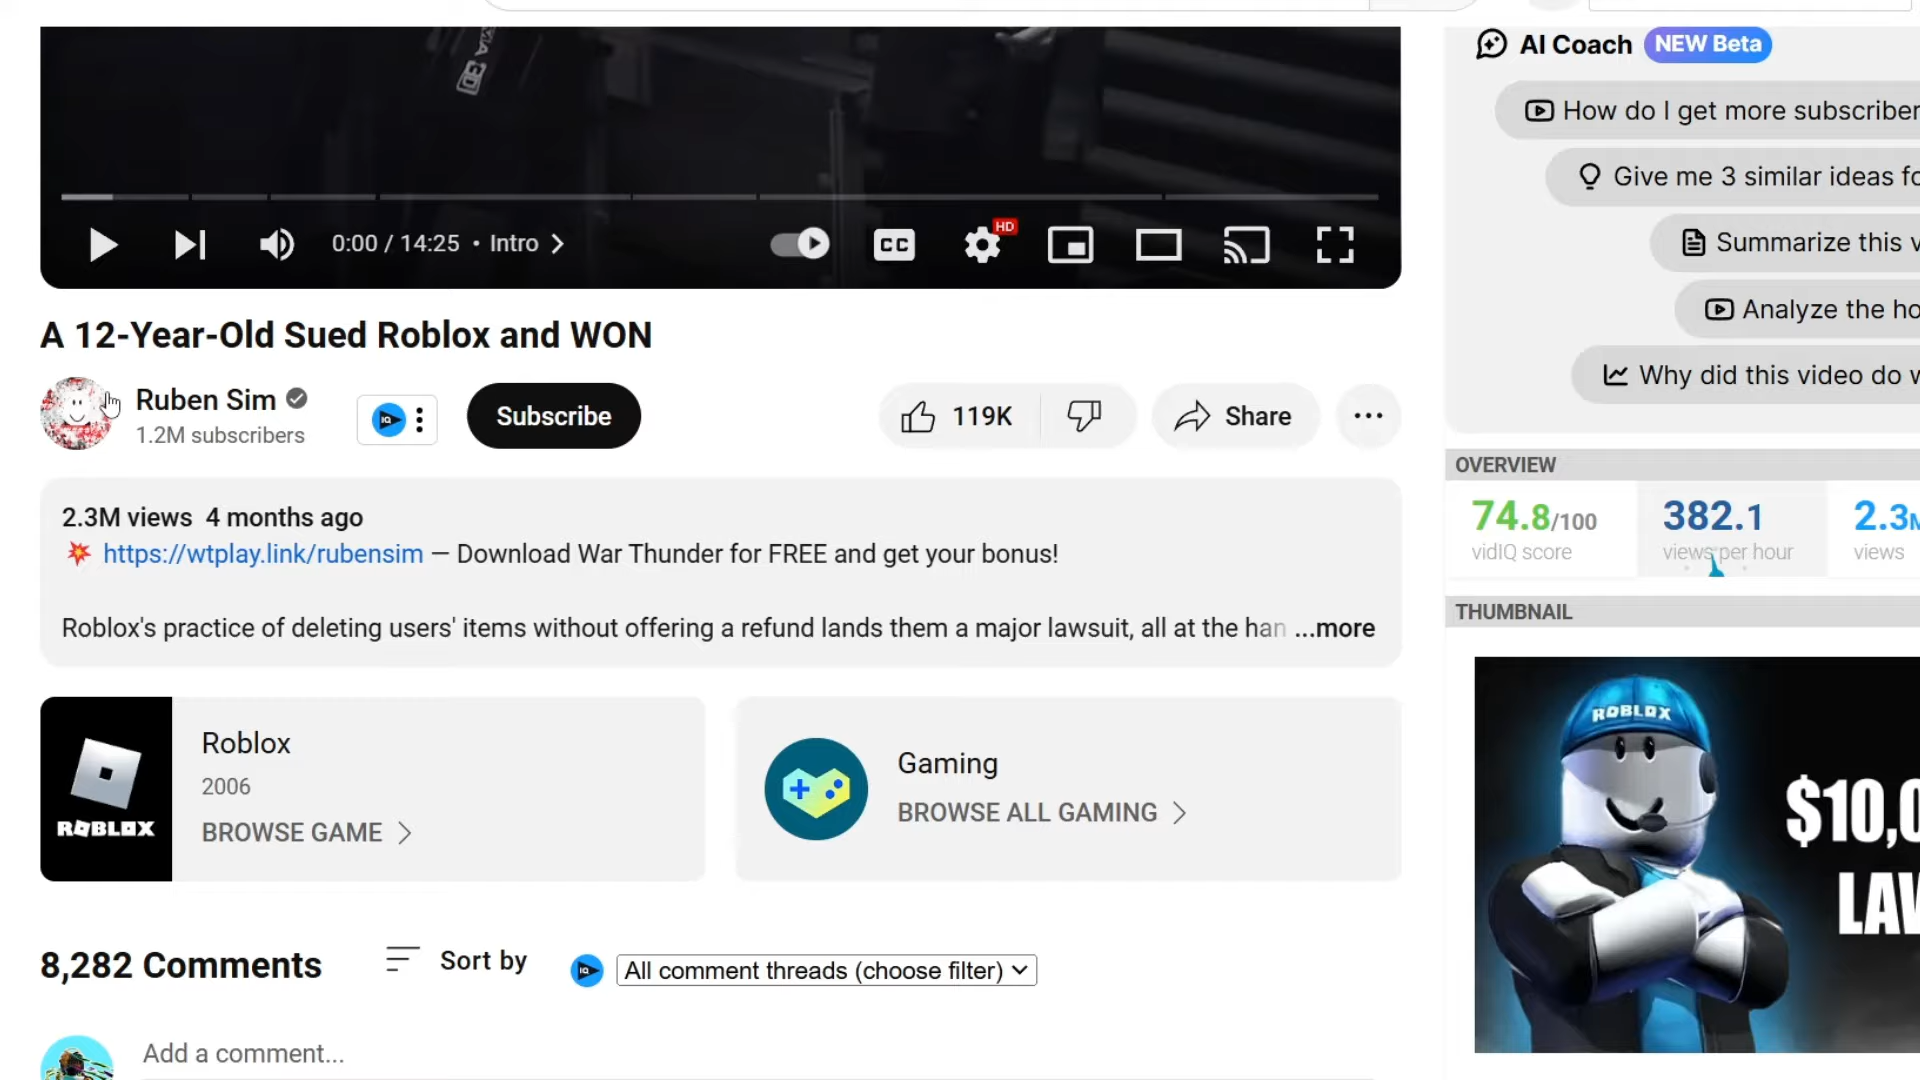 AI Coach NEW Beta
How do I get more subscriber
Give me 3 similar ideas fo
Summarize this v
Analyze the ho
Why did this video do w
HD
CC
0:00 / 14:25 • Intro
A 12-Year-Old Sued Roblox and WON
Ruben Sim
1.2M subscribers
IQ
Subscribe
119K
Share
2.3M views 4 months ago
https://wtplay.link/rubensim — Download War Thunder for FREE and get your bonus!
Roblox's practice of deleting users' items without offering a refund lands them a major lawsuit, all at the han ...more
OVERVIEW
74.8/100
vidIQ score
382.1
views per hour
2.3M
views
THUMBNAIL
ROBLOX
$10,0
LAW
ROBLOX
Roblox
2006
BROWSE GAME
Gaming
BROWSE ALL GAMING
8,282 Comments
Sort by
IQ
All comment threads (choose filter)
Add a comment...